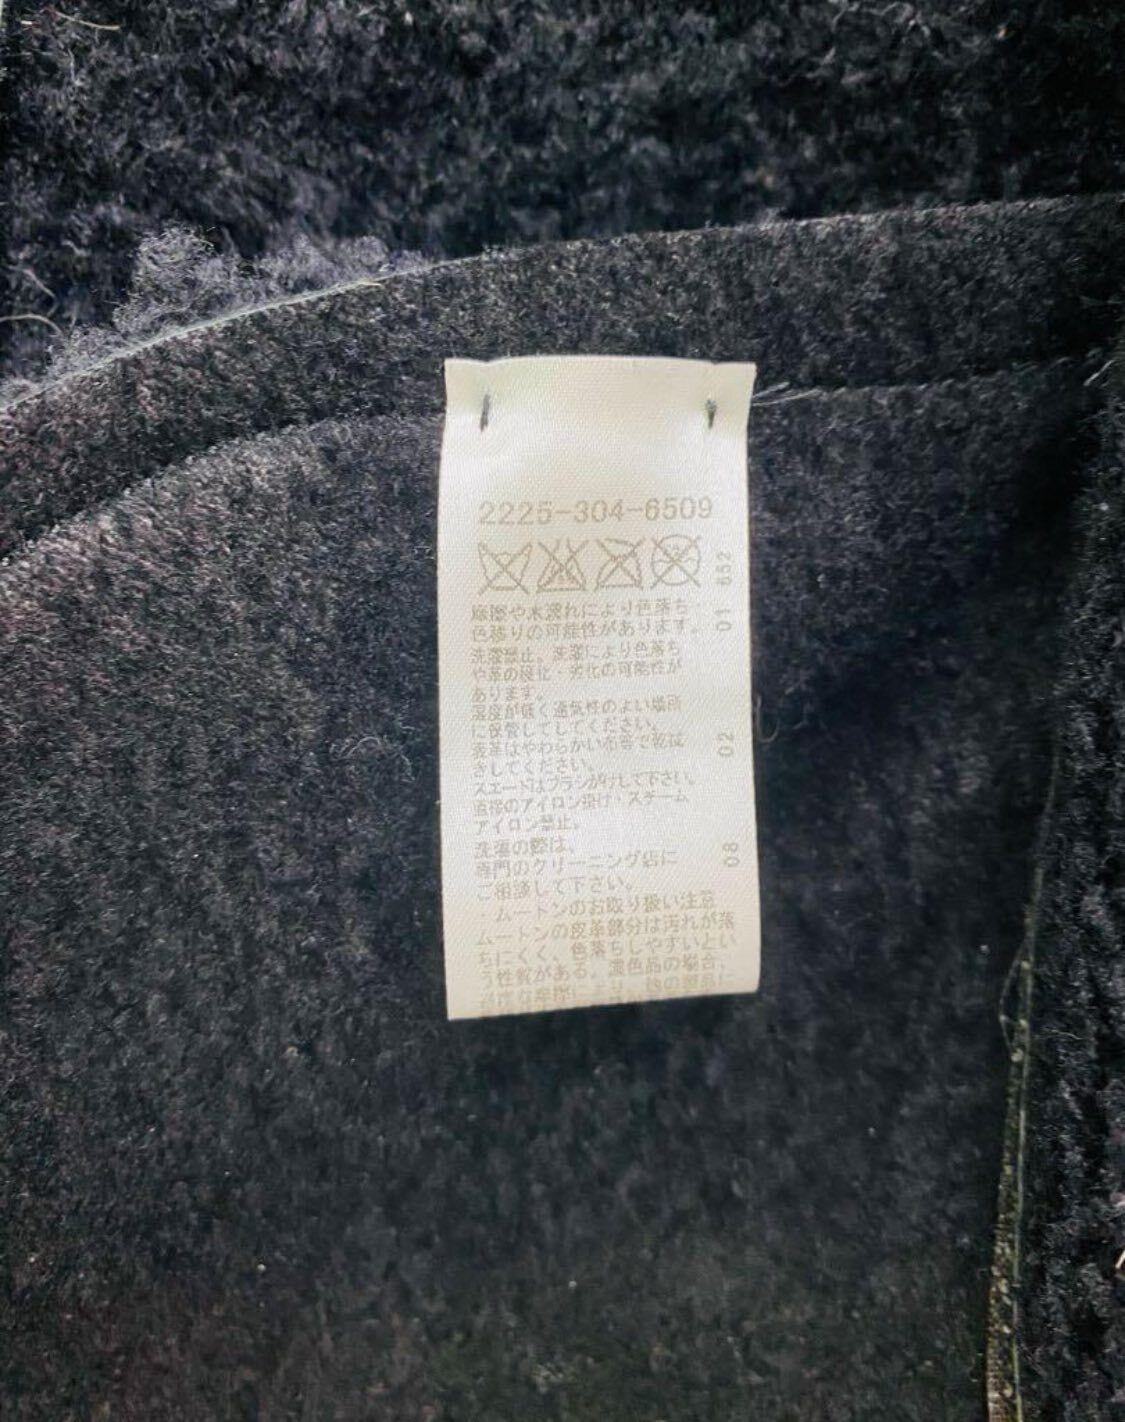 2225-304-6509
摩擦や水濡れにより色落ち・
色移りの可能性があります。
洗濯禁止。洗濯により色落ち
や革の硬化・劣化の可能性が
あります。
湿度が低く通気性のよい場所
に保管してしてください。
表革はやわらかい布等で乾ぱ
きしてください。
スエードはブラシがけして下さい。
直接のアイロン掛け・スチーム
アイロン禁止。
洗濯の際は、
専門のクリーニング店に
ご相談して下さい。
・ムートンのお取り扱い注意
ムートンの皮革部分は汚れが落
ちにくく、色落ちしやすいとい
う性質がある。濃色品の場合、
01 652
02
08